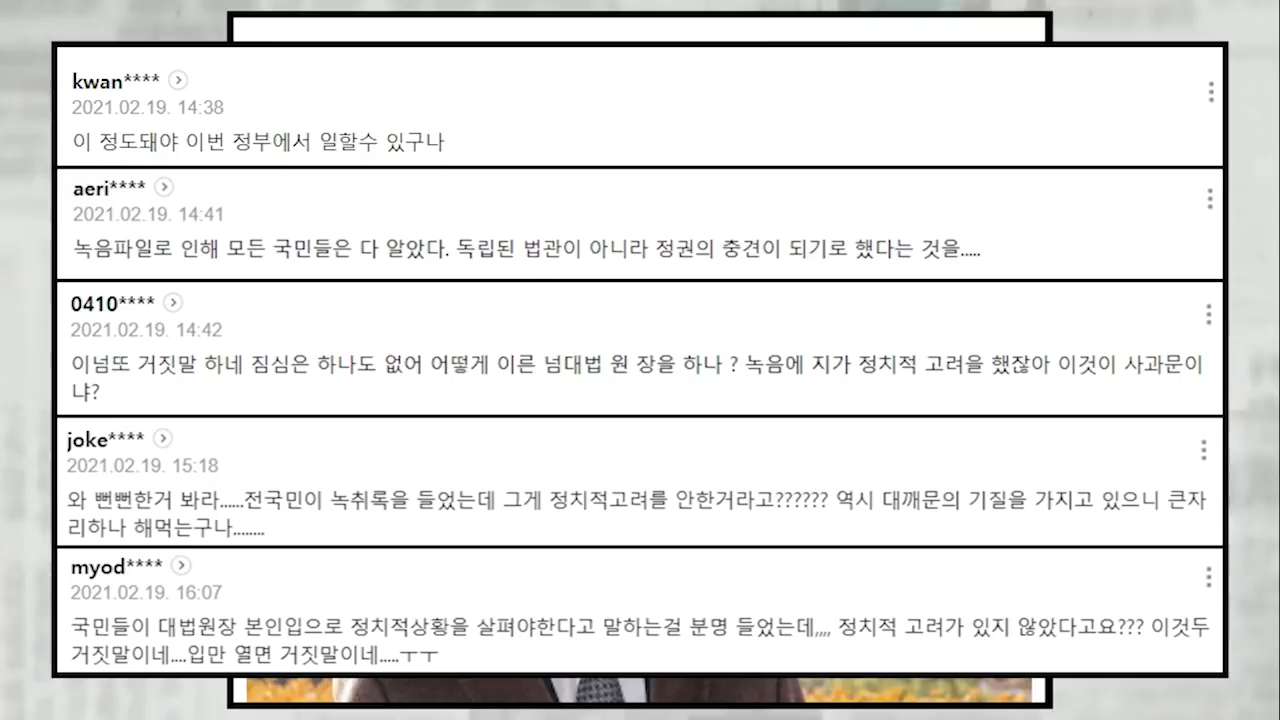 kwan****
2021.02.19. 14:38
이 정도돼야 이번 정부에서 일할수 있구나
aeri****
2021.02.19. 14:41
녹음파일로 인해 모든 국민들은 다 알았다. 독립된 법관이 아니라 정권의 충견이 되기로 했다는 것을.....
0410****
2021.02.19. 14:42
이넘또 거짓말 하네 짐심은 하나도 없어 어떻게 이른 넘대법 원 장을 하나 ? 녹음에 지가 정치적 고려을 했잖아 이것이 사과문이
냐?
joke****
2021.02.19. 15:18
와 뻔뻔한거 봐라......전국민이 녹취록을 들었는데 그게 정치적고려를 안한거라고?????? 역시 대깨문의 기질을 가지고 있으니 큰자
리하나 해먹는구나........
myod****
2021.02.19. 16:07
국민들이 대법원장 본인입으로 정치적상황을 살펴야한다고 말하는걸 분명 들었는데,,,, 정치적 고려가 있지 않았다고요??? 이것두
거짓말이네....입만 열면 거짓말이네.....ㅜㅜ